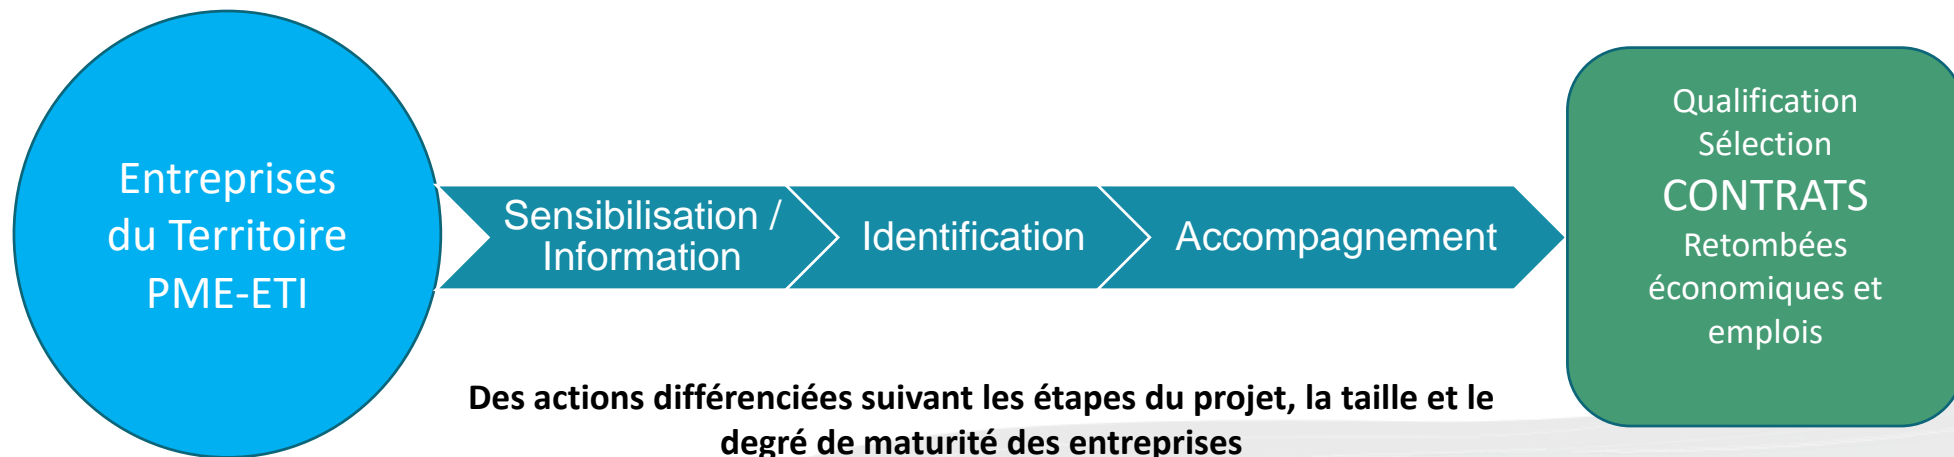 Entreprises
du Territoire
PME-ETI
Sensibilisation /
Information
Identification
Accompagnement
Qualification
Sélection
CONTRATS
Retombées
économiques et
emplois
Des actions différenciées suivant les étapes du projet, la taille et le
degré de maturité des entreprises